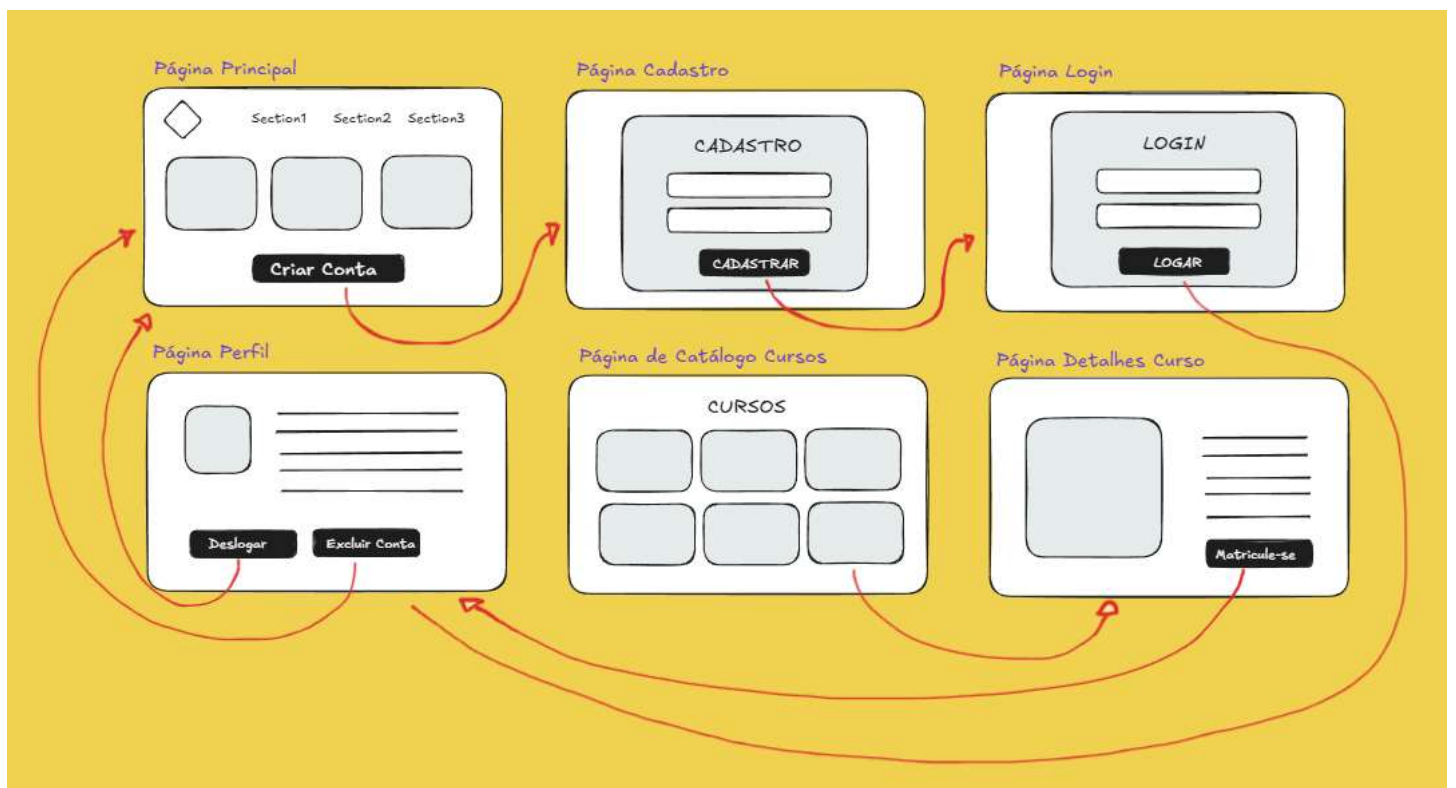 Página Principal
Section1 Section2 Section3
Criar Conta
Página Cadastro
CADASTRO
CADASTRAR
Página Login
LOGIN
LOGAR
Página Perfil
Deslogar Excluir Conta
Página de Catálogo Cursos
CURSOS
Página Detalhes Curso
Matricule-se